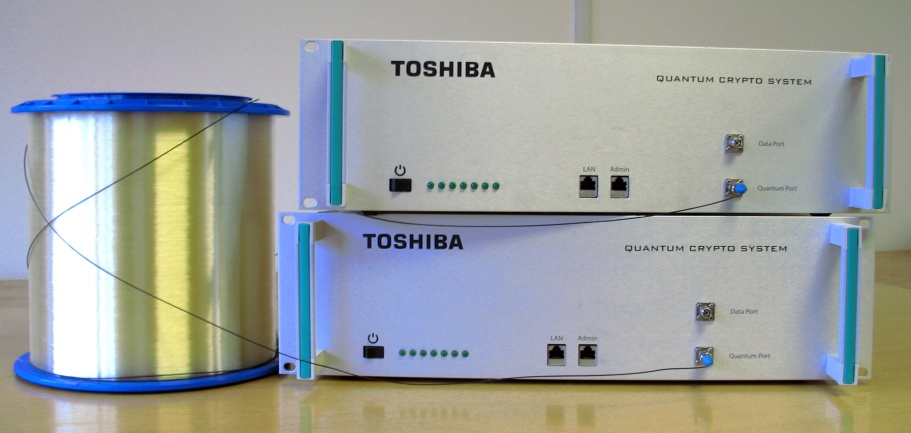 TOSHIBA
QUANTUM CRYPTO SYSTEM
Data Port
LAN Admin
Quantum Port
TOSHIBA
QUANTUM CRYPTO SYSTEM
Data Port
LAN Admin
Quantum Port